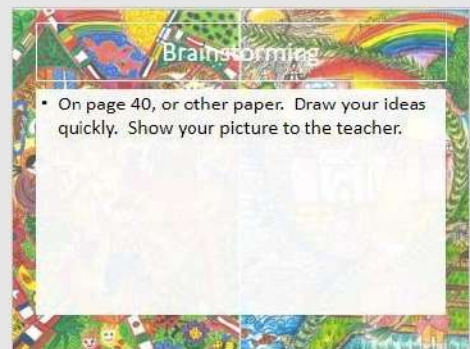 Brainstorming
• On page 40, or other paper. Draw your ideas
quickly. Show your picture to the teacher.